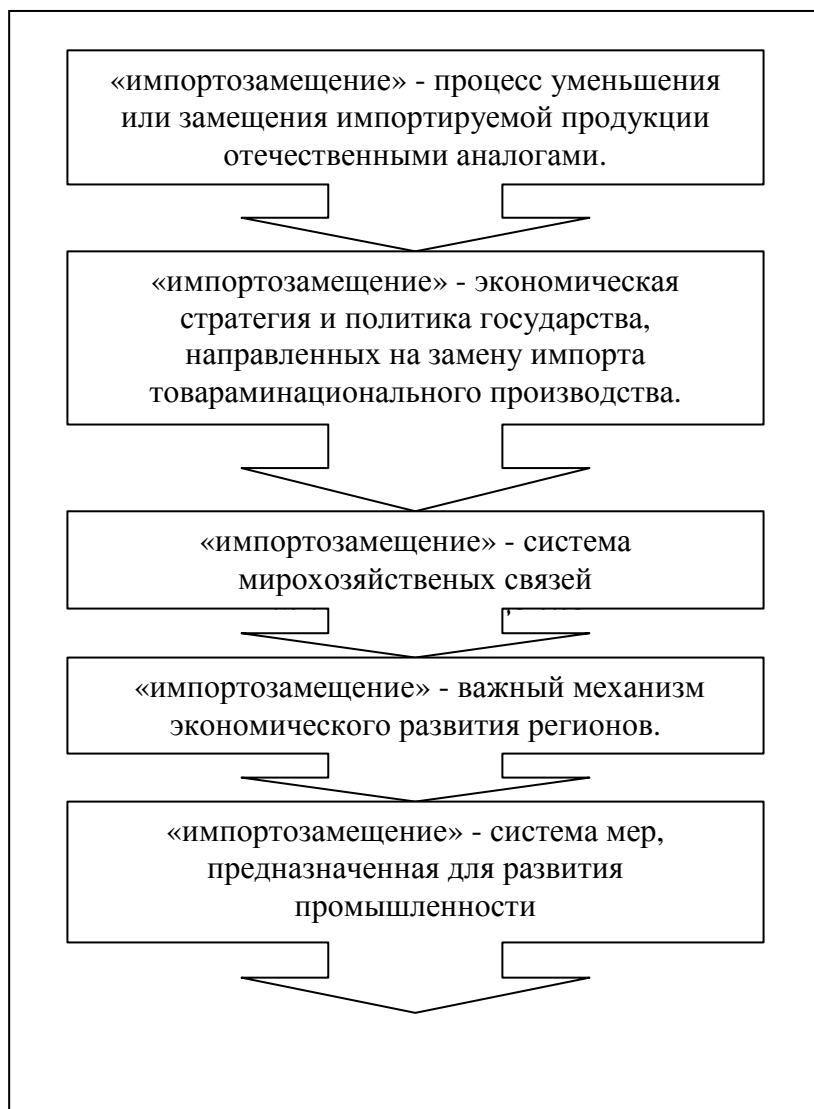 «импортозамещение» - процесс уменьшения
или замещения импортируемой продукции
отечественными аналогами.
«импортозамещение» - экономическая
стратегия и политика государства,
направленных на замену импорта
товараминационального производства.
«импортозамещение» - система
мирохозяйственых связей
«импортозамещение» - важный механизм
экономического развития регионов.
«импортозамещение» - система мер,
предназначенная для развития
промышленности